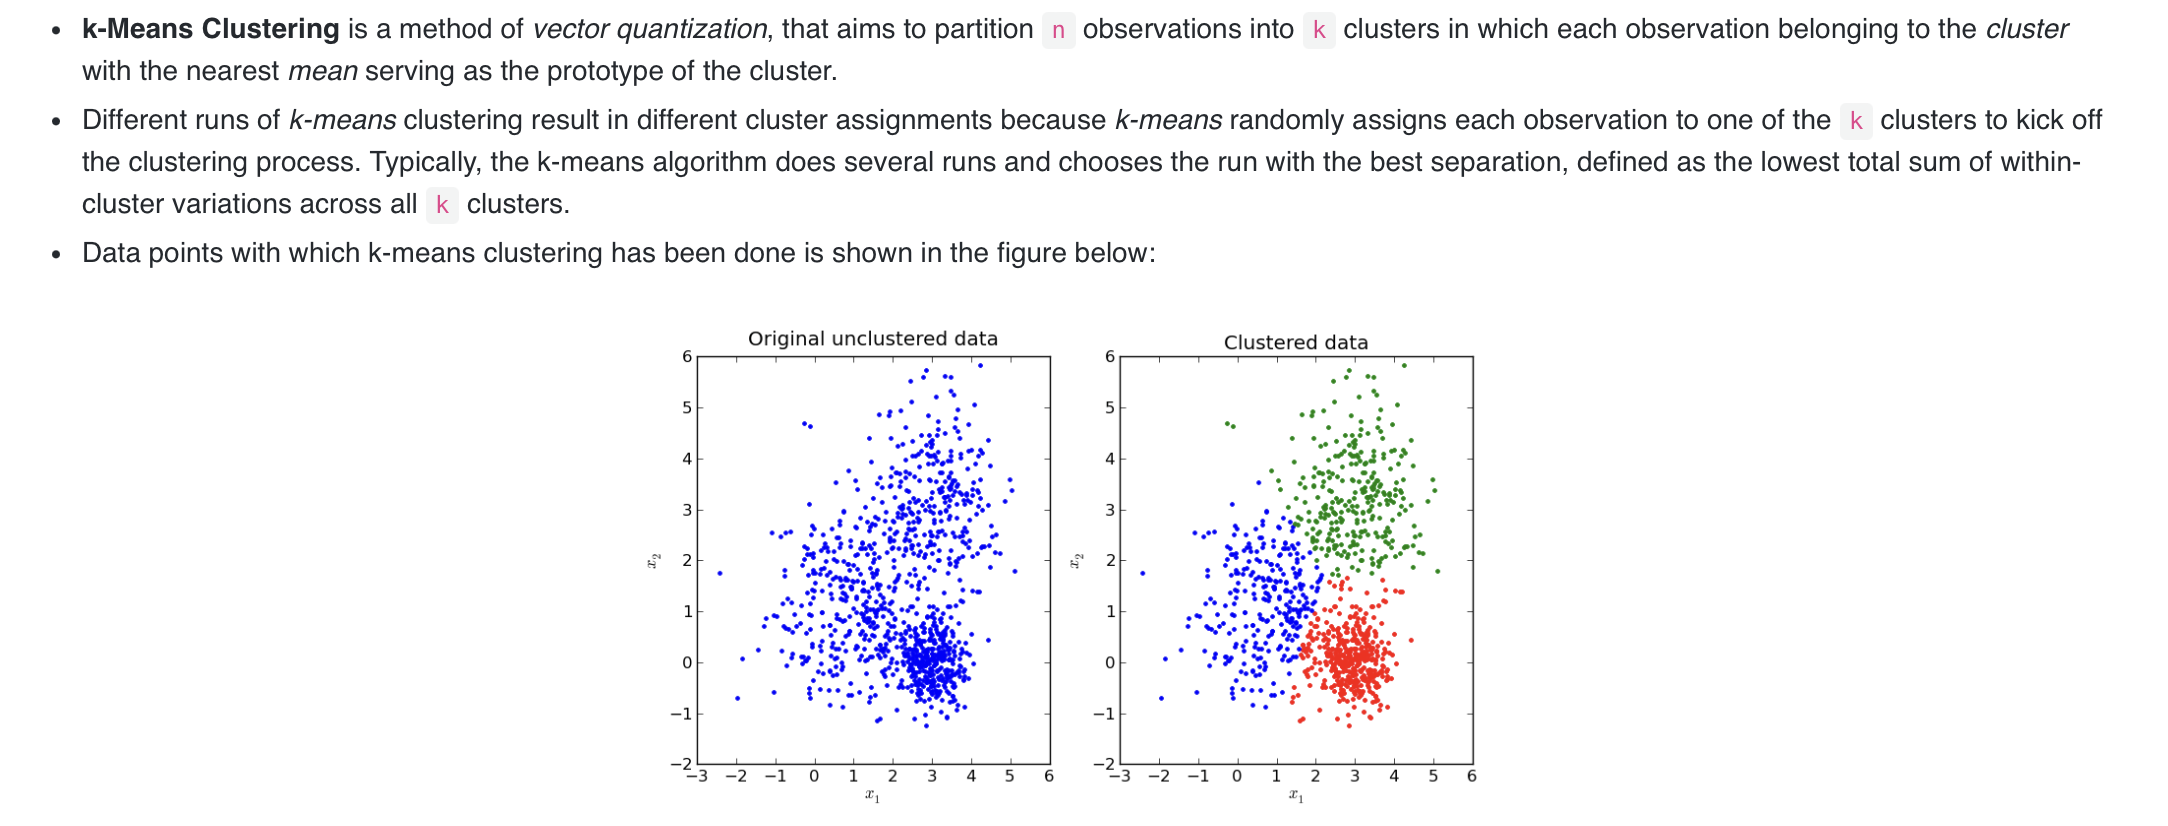 k-Means Clustering is a method of vector quantization, that aims to partition n observations into k clusters in which each observation belonging to the cluster
with the nearest mean serving as the prototype of the cluster.
Different runs of k-means clustering result in different cluster assignments because k-means randomly assigns each observation to one of the k clusters to kick off
the clustering process. Typically, the k-means algorithm does several runs and chooses the run with the best separation, defined as the lowest total sum of within-
cluster variations across all k clusters.
Data points with which k-means clustering has been done is shown in the figure below:
Original unclustered data
6
5
4
3
2
1
0
−1
−2
x2
−3 −2 −1 0 1 2 3 4 5 6
x1
Clustered data
6
5
4
3
2
1
0
−1
−2
x2
−3 −2 −1 0 1 2 3 4 5 6
x1